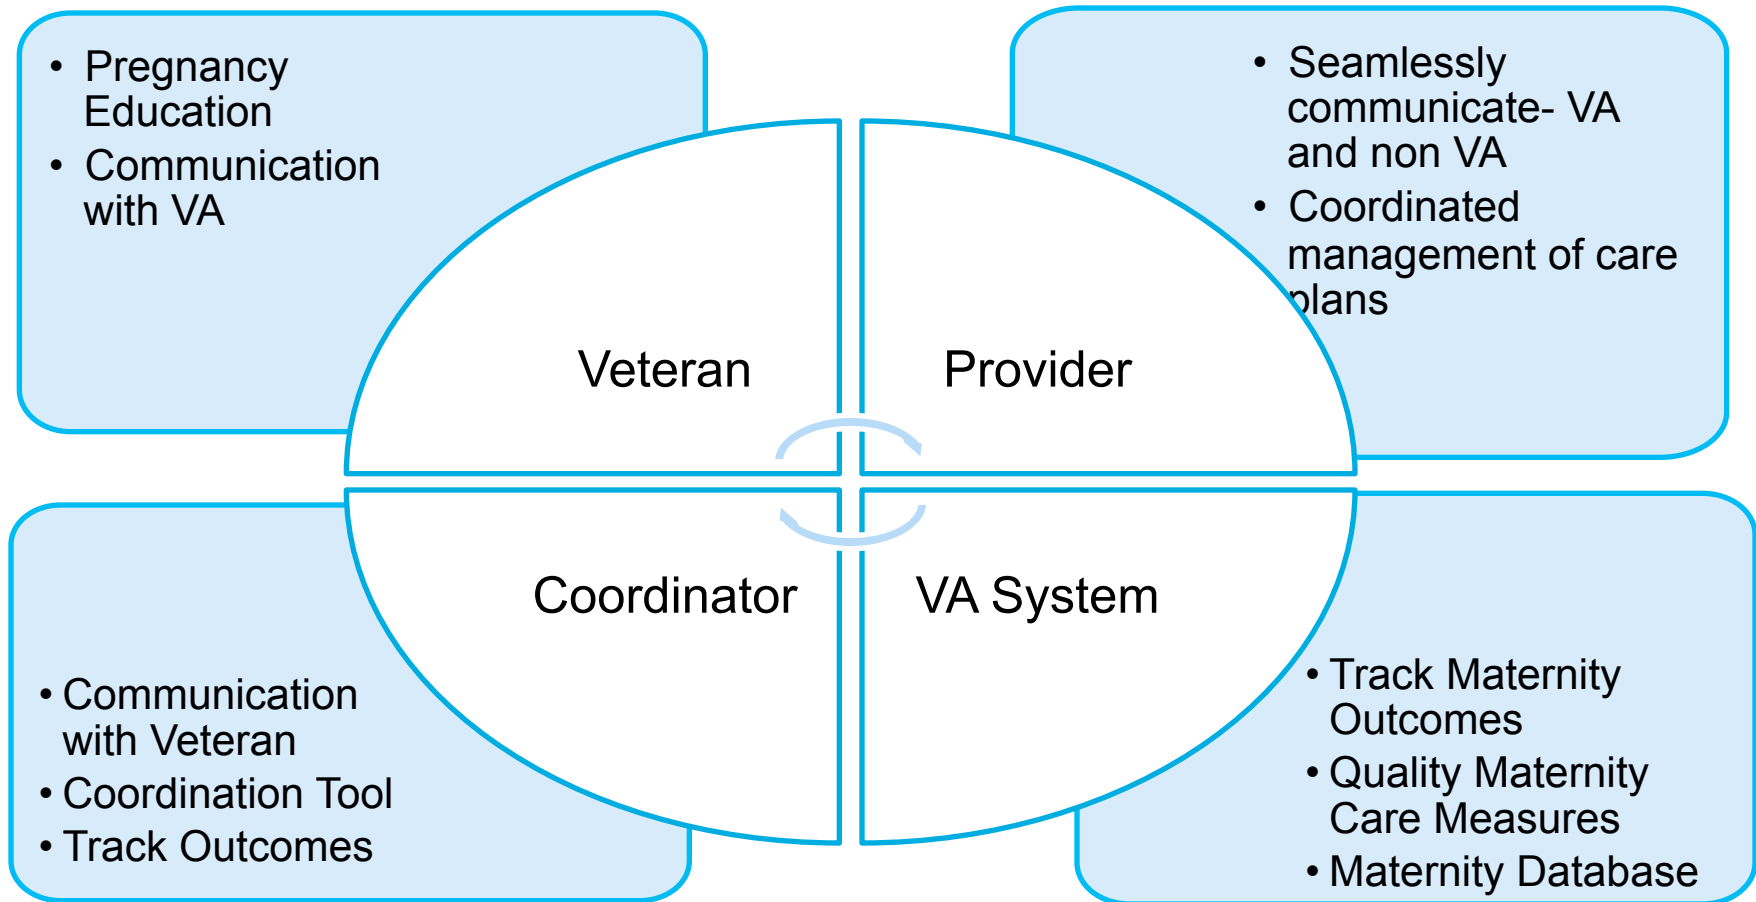 • Pregnancy
Education
• Communication
with VA
• Seamlessly
communicate- VA
and non VA
• Coordinated
management of care
plans
Veteran
Provider
Coordinator
VA System
• Communication
with Veteran
• Coordination Tool
• Track Outcomes
• Track Maternity
Outcomes
• Quality Maternity
Care Measures
• Maternity Database